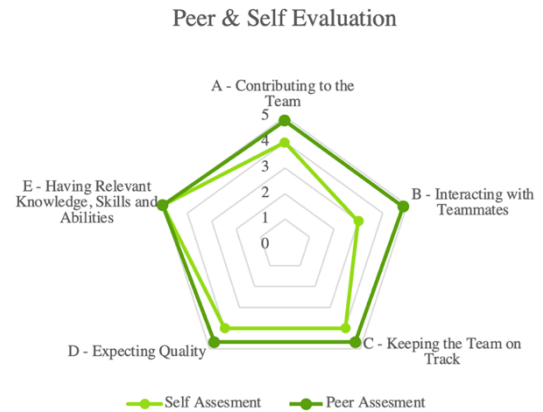 Peer & Self Evaluation
A - Contributing to the
Team
5
4
3
2
1
0
B - Interacting with
Teammates
C - Keeping the Team on
Track
D - Expecting Quality
E - Having Relevant
Knowledge, Skills and
Abilities
Self Assesment
Peer Assesment